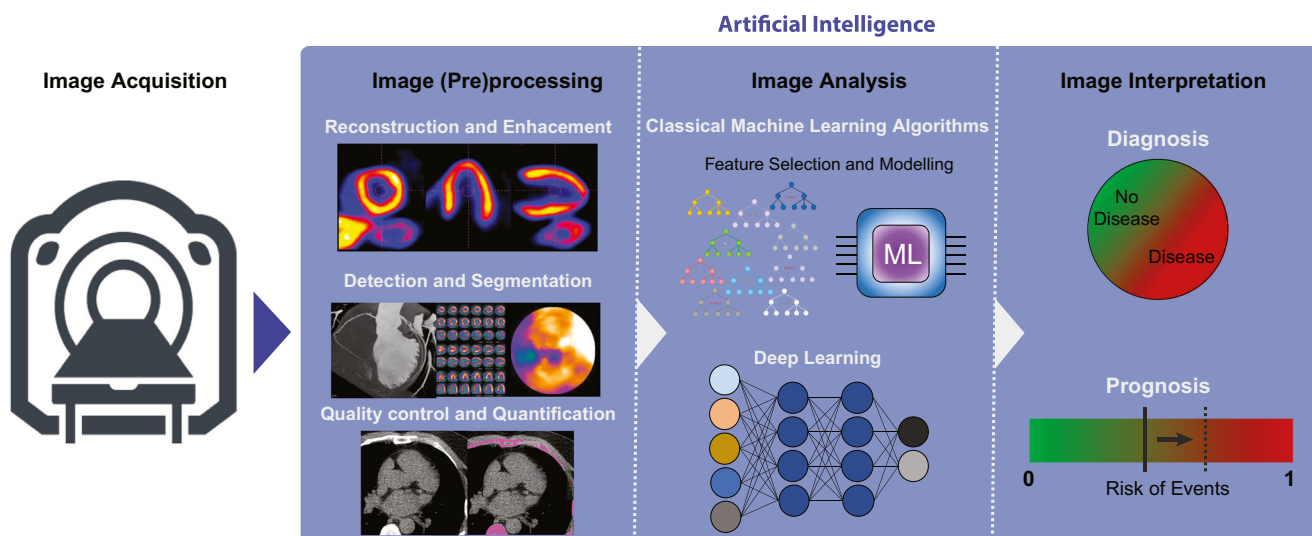 Artificial Intelligence
Image Acquisition
Image (Pre)processing
Image Analysis
Image Interpretation
Reconstruction and Enhacement
Detection and Segmentation
Quality control and Quantification
Classical Machine Learning Algorithms
Feature Selection and Modelling
ML
Deep Learning
Diagnosis
No
Disease
Disease
Prognosis
0
1
Risk of Events